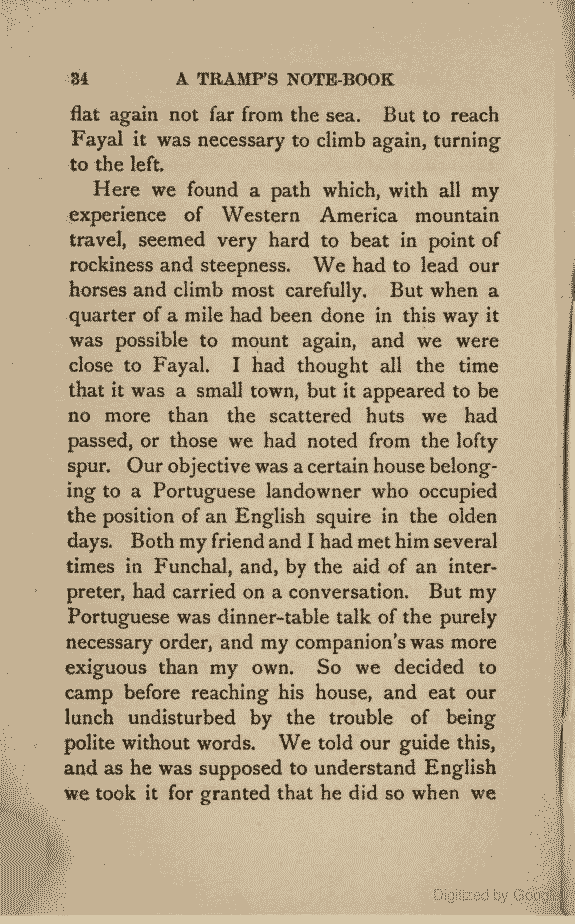 34 A TRAMP'S NOTE-BOOK
flat again not far from the sea. But to reach
Fayal it was necessary to climb again, turning
to the left.
Here we found a path which, with all my
experience of Western America mountain
travel, seemed very hard to beat in point of
rockiness and steepness. We had to lead our
horses and climb most carefully. But when a
quarter of a mile had been done in this way it
was possible to mount again, and we were
close to Fayal. I had thought all the time
that it was a small town, but it appeared to be
no more than the scattered huts we had
passed, or those we had noted from the lofty
spur. Our objective was a certain house belong-
ing to a Portuguese landowner who occupied
the position of an English squire in the olden
days. Both my friend and I had met him several
times in Funchal, and, by the aid of an inter-
preter, had carried on a conversation. But my
Portuguese was dinner-table talk of the purely
necessary order, and my companion's was more
exiguous than my own. So we decided to
camp before reaching his house, and eat our
lunch undisturbed by the trouble of being
polite without words. We told our guide this,
and as he was supposed to understand English
we took it for granted that he did so when we
Digitized by Google